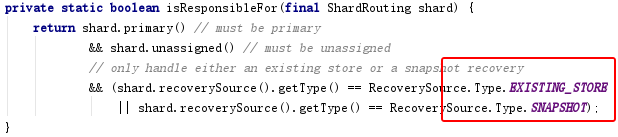 private static boolean isResponsibleFor(final ShardRouting shard) {
return shard.primary() // must be primary
&& shard.unassigned() // must be unassigned
// only handle either an existing store or a snapshot recovery
&& (shard.recoverySource().getType() == RecoverySource.Type.EXISTING_STORE
|| shard.recoverySource().getType() == RecoverySource.Type.SNAPSHOT);
}